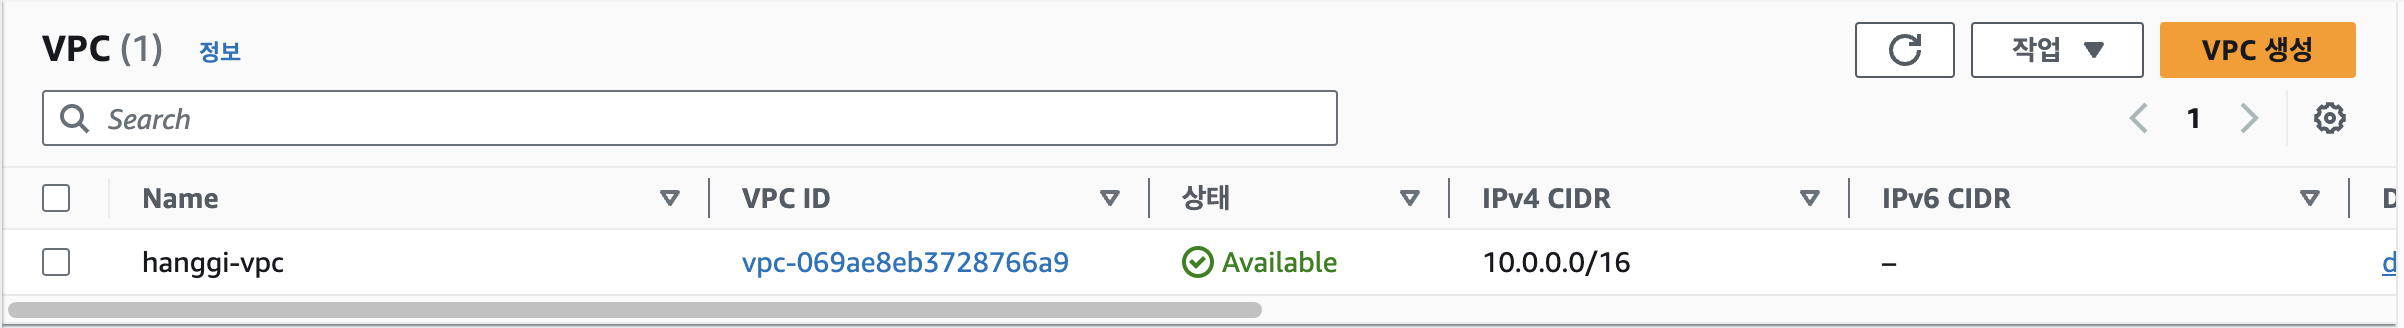 VPC (1) 정보
작업 VPC 생성
Search
1
Name VPC ID 상태 IPv4 CIDR IPv6 CIDR D
hanggi-vpc vpc-069ae8eb3728766a9 Available 10.0.0.0/16 – d